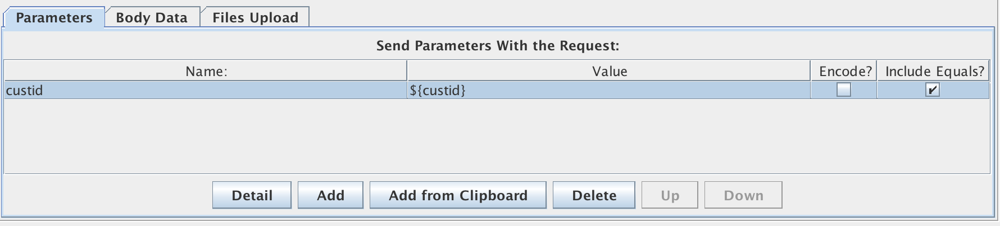 Parameters Body Data Files Upload
Send Parameters With the Request:
Name: Value Encode? Include Equals?
custid ${custid}
Detail Add Add from Clipboard Delete Up Down